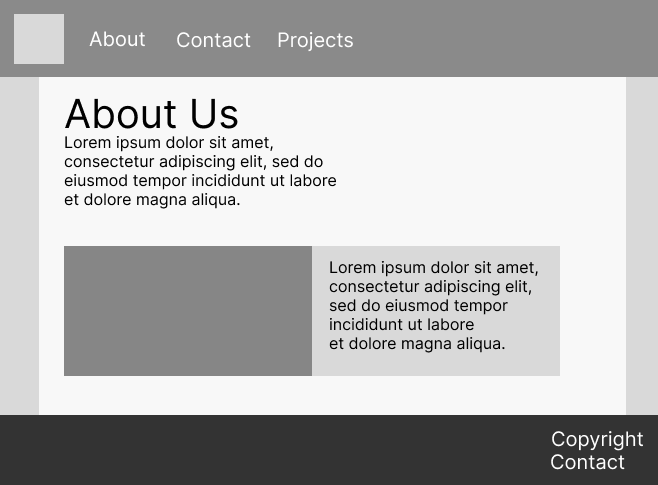 About
Contact
Projects
About Us
Lorem ipsum dolor sit amet,
consectetur adipiscing elit, sed do
eiusmod tempor incididunt ut labore
et dolore magna aliqua.
Lorem ipsum dolor sit amet,
consectetur adipiscing elit,
sed do eiusmod tempor
incididunt ut labore
et dolore magna aliqua.
Copyright
Contact